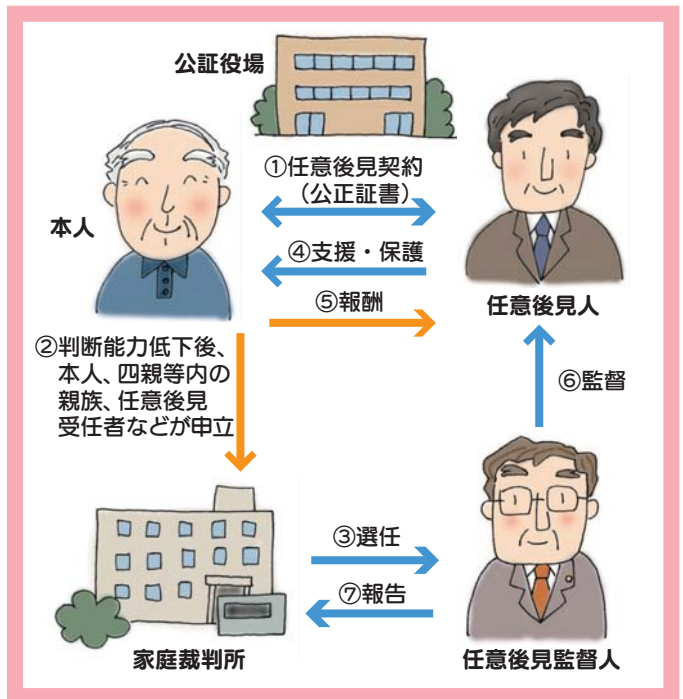 公証役場
①任意後見契約
（公正証書）
本人
④支援・保護
⑤報酬
任意後見人
②判断能力低下後、
本人、四親等内の
親族、任意後見
受任者などが申立
⑥監督
③選任
⑦報告
家庭裁判所
任意後見監督人